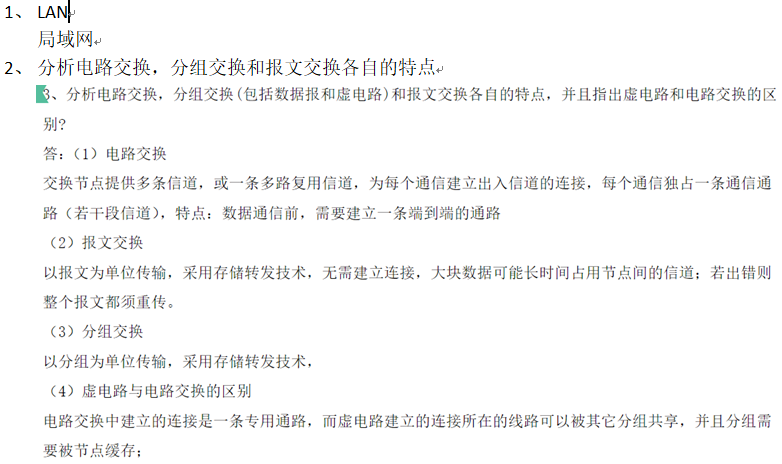 1、 LAN
局域网
2、 分析电路交换，分组交换和报文交换各自的特点
3、分析电路交换，分组交换(包括数据报和虚电路)和报文交换各自的特点，并且指出虚电路和电路交换的区
别?
答:（1）电路交换
交换节点提供多条信道，或一条多路复用信道，为每个通信建立出入信道的连接，每个通信独占一条通信通
路（若干段信道），特点：数据通信前，需要建立一条端到端的通路
（2）报文交换
以报文为单位传输，采用存储转发技术，无需建立连接，大块数据可能长时间占用节点间的信道；若出错则
整个报文都须重传。
（3）分组交换
以分组为单位传输，采用存储转发技术，
（4）虚电路与电路交换的区别
电路交换中建立的连接是一条专用通路，而虚电路建立的连接所在的线路可以被其它分组共享，并且分组需
要被节点缓存；